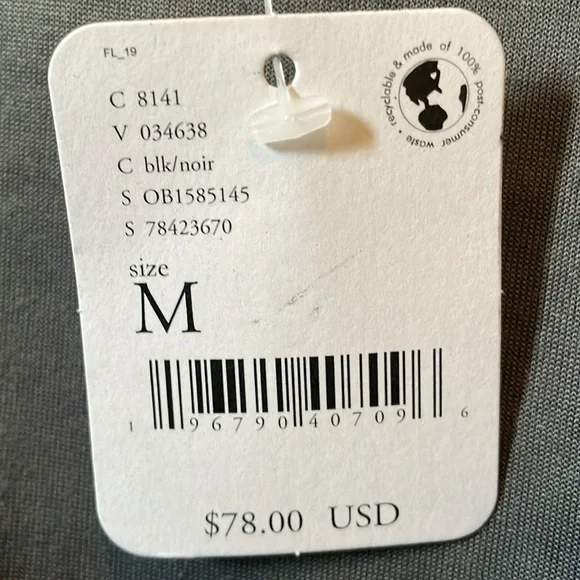 FL_19
recyclable & made of 100% post-consumer waste •
C 8141
V 034638
C blk/noir
S OB1585145
S 78423670
size
M
1 96790 40709 6
$78.00 USD